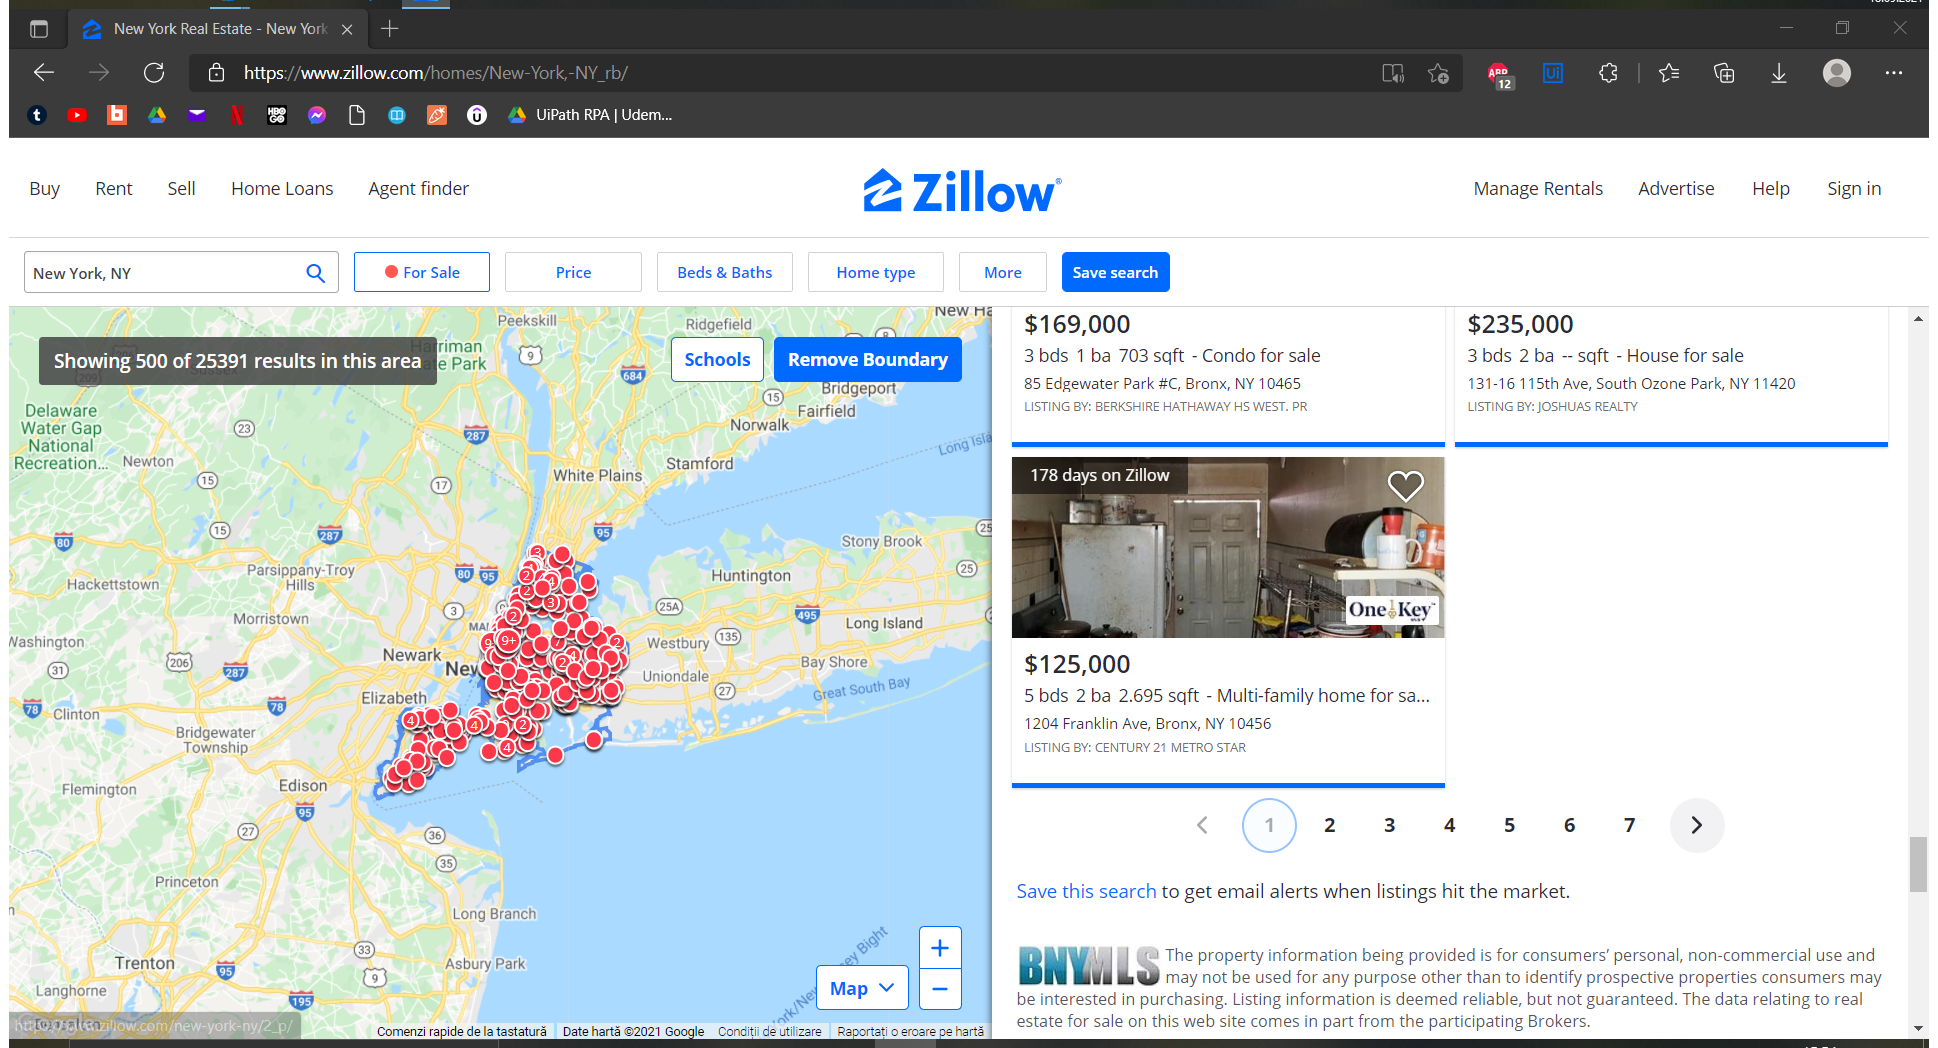 New York Real Estate - New York
https://www.zillow.com/homes/New-York,-NY_rb/
ABP
12
Ui
HBO
GO
UiPath RPA | Udem...
Buy
Rent
Sell
Home Loans
Agent finder
Zillow
Manage Rentals
Advertise
Help
Sign in
New York, NY
For Sale
Price
Beds & Baths
Home type
More
Save search
Showing 500 of 25391 results in this area
Schools
Remove Boundary
Peekskill
Ridgefield
New Ha
Bridgeport
Fairfield
Norwalk
Stamford
White Plains
Long Isla
Delaware
Water Gap
National
Recreation...
Newton
Stony Brook
Huntington
Hackettstown
Parsippany-Troy
Hills
Morristown
Long Island
Washington
Westbury
Newark
Bay Shore
Uniondale
Great South Bay
Elizabeth
Clinton
Bridgewater
Township
Edison
Flemington
Princeton
Long Branch
Trenton
Asbury Park
Langhorne
Map
+
−
Comenzi rapide de la tastatură
Date hartă ©2021 Google
Condiții de utilizare
Raportați o eroare pe hartă
$169,000
3 bds 1 ba 703 sqft - Condo for sale
85 Edgewater Park #C, Bronx, NY 10465
LISTING BY: BERKSHIRE HATHAWAY HS WEST. PR
$235,000
3 bds 2 ba -- sqft - House for sale
131-16 115th Ave, South Ozone Park, NY 11420
LISTING BY: JOSHUAS REALTY
178 days on Zillow
OneKey
$125,000
5 bds 2 ba 2.695 sqft - Multi-family home for sa...
1204 Franklin Ave, Bronx, NY 10456
LISTING BY: CENTURY 21 METRO STAR
1 2 3 4 5 6 7
Save this search to get email alerts when listings hit the market.
BNYMLS
The property information being provided is for consumers’ personal, non-commercial use and
may not be used for any purpose other than to identify prospective properties consumers may
be interested in purchasing. Listing information is deemed reliable, but not guaranteed. The data relating to real
estate for sale on this web site comes in part from the participating Brokers.